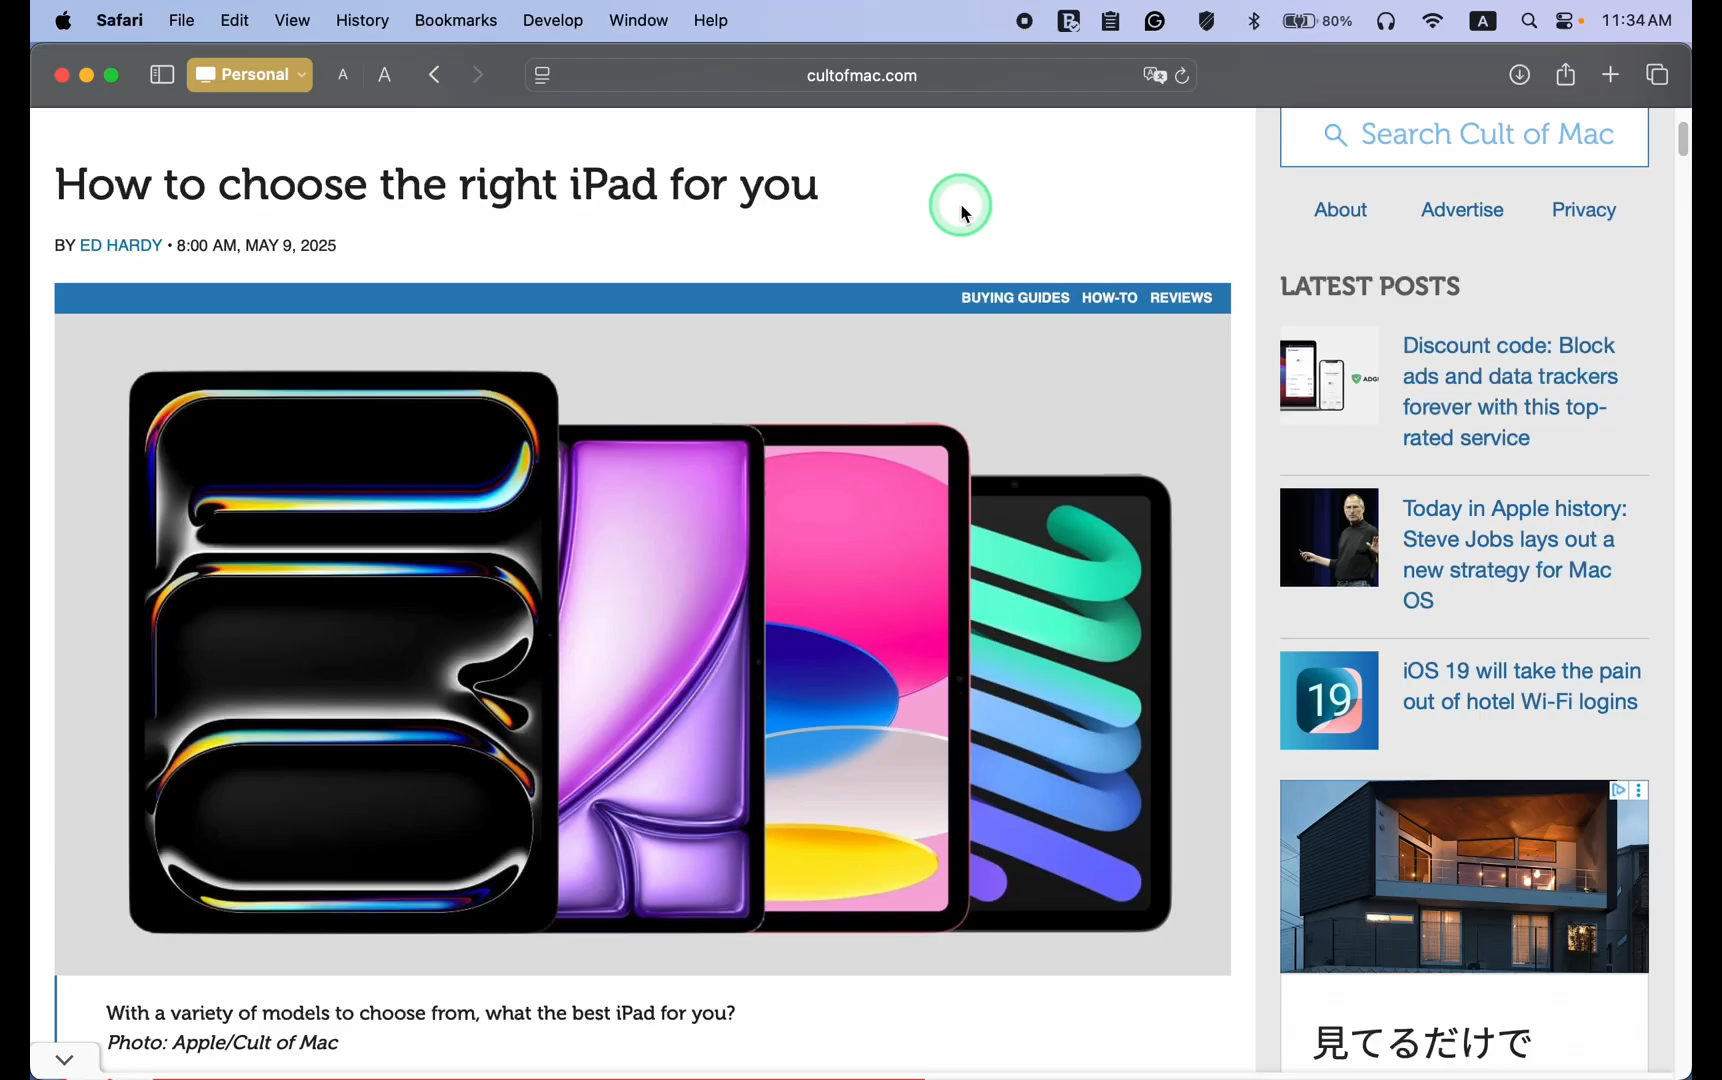 Safari File Edit View History Bookmarks Develop Window Help 80% A 11:34 AM
Personal A A cultofmac.com
Search Cult of Mac
How to choose the right iPad for you
About Advertise Privacy
BY ED HARDY • 8:00 AM, MAY 9, 2025
BUYING GUIDES HOW-TO REVIEWS
With a variety of models to choose from, what the best iPad for you?
Photo: Apple/Cult of Mac
LATEST POSTS
Discount code: Block
ads and data trackers
forever with this top-
rated service
ADG
Today in Apple history:
Steve Jobs lays out a
new strategy for Mac
OS
iOS 19 will take the pain
out of hotel Wi-Fi logins
19
見てるだけで